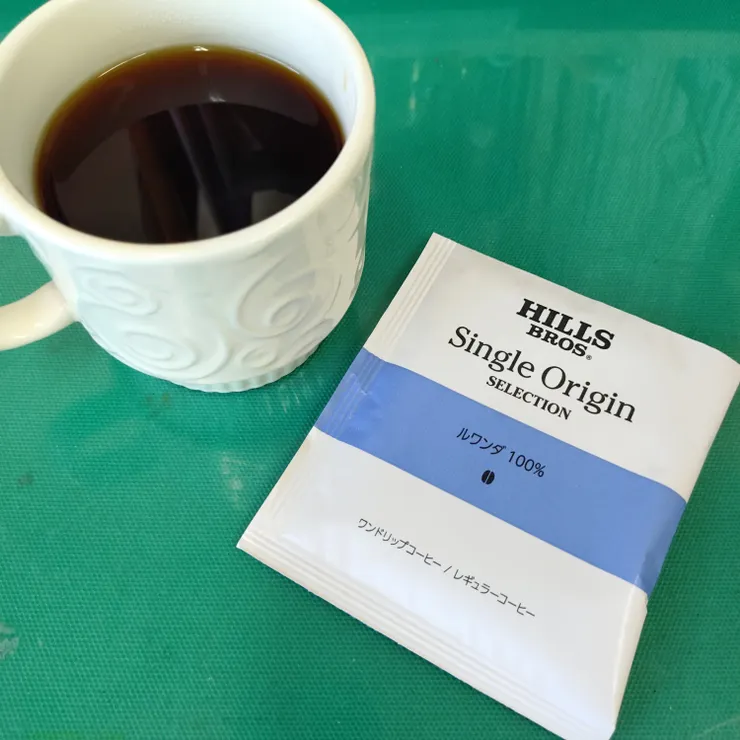 HILLS
BROS®
Single Origin
SELECTION
ルワンダ 100%
ワンドリップコーヒー / レギュラーコーヒー